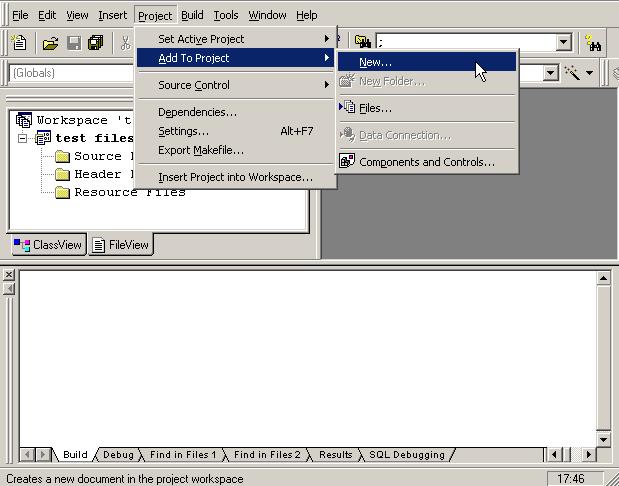 File Edit View Insert Project Build Tools Window Help
Set Active Project
Add To Project
Source Control
Dependencies...
Settings... Alt+F7
Export Makefile...
Insert Project into Workspace...
New...
New Folder...
Files...
Data Connection...
Components and Controls...
;
(Globals)
Workspace 't
test files
Source
Header
Resource Files
ClassView FileView
Build Debug Find in Files 1 Find in Files 2 Results SQL Debugging
Creates a new document in the project workspace 17:46